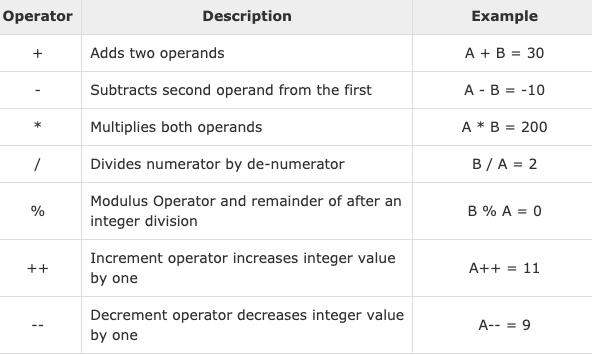 Operator Description Example
+ Adds two operands A + B = 30
- Subtracts second operand from the first A - B = -10
* Multiplies both operands A * B = 200
/ Divides numerator by de-numerator B / A = 2
% Modulus Operator and remainder of after an
integer division B % A = 0
++ Increment operator increases integer value
by one A++ = 11
-- Decrement operator decreases integer value
by one A-- = 9